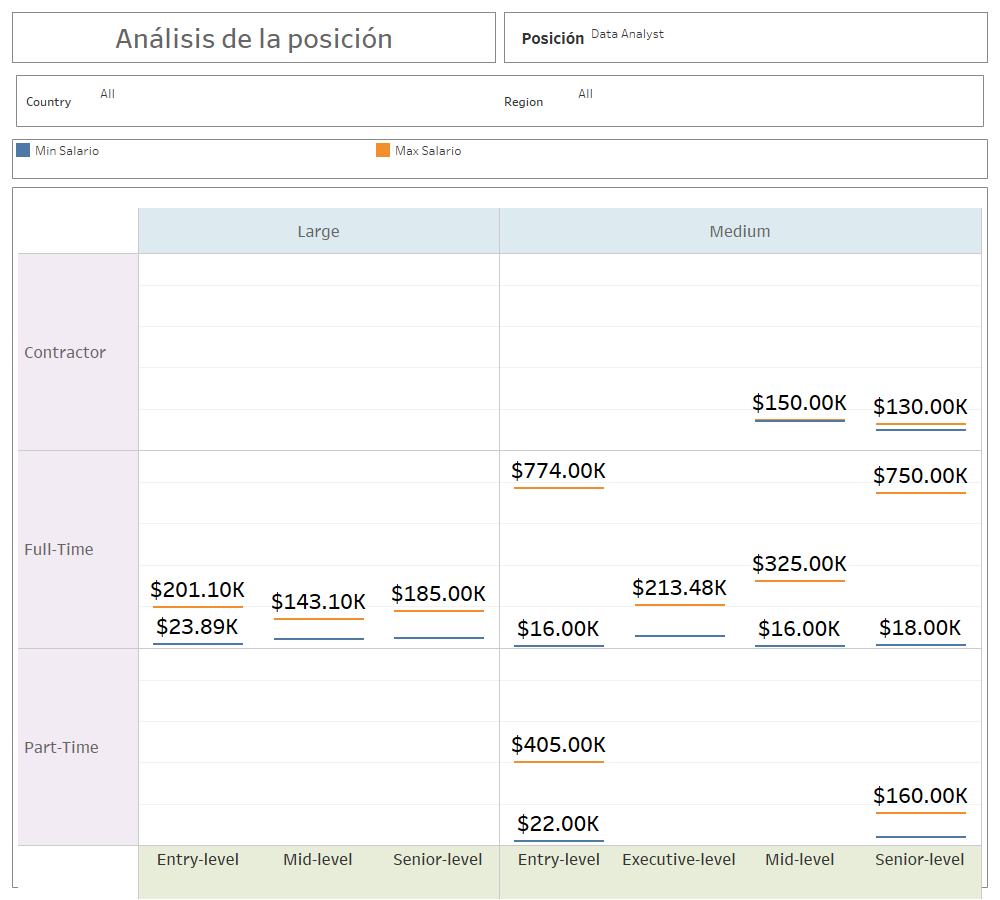 Análisis de la posición
Posición Data Analyst
Country All Region All
Min Salario Max Salario
Large Medium
Contractor
$150.00K $130.00K
Full-Time
$774.00K $750.00K
$325.00K
$201.10K $143.10K $185.00K $213.48K
$23.89K $16.00K $16.00K $18.00K
Part-Time
$405.00K
$160.00K
$22.00K
Entry-level Mid-level Senior-level Entry-level Executive-level Mid-level Senior-level